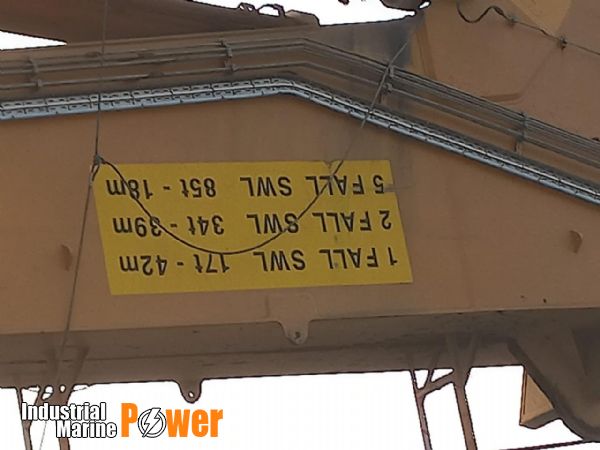 1 FALL SWL 17t - 42m
2 FALL SWL 34t - 39m
5 FALL SWL 85t - 18m
Industrial
Marine Power